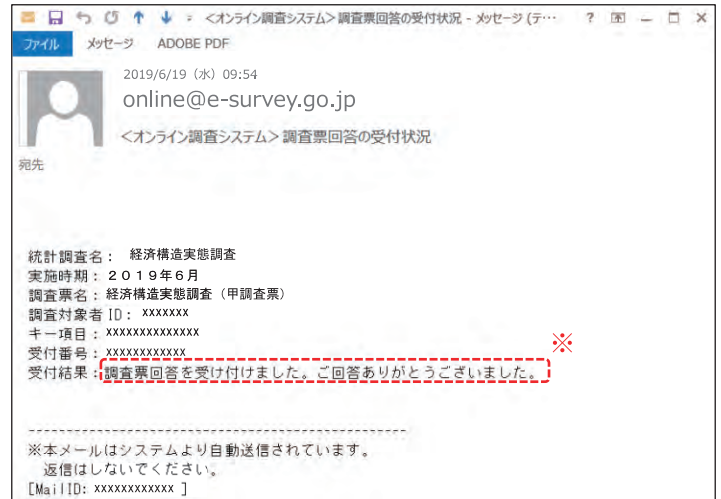 <オンライン調査システム> 調査票回答の受付状況 - メッセージ (テ…
ファイル メッセージ ADOBE PDF
2019/6/19 (水) 09:54
online@e-survey.go.jp
<オンライン調査システム> 調査票回答の受付状況
宛先
統計調査名： 経済構造実態調査
実施時期：２０１９年６月
調査票名：経済構造実態調査（甲調査票）
調査対象者ID： xxxxxxx
キー項目：xxxxxxxxxxxxxx
※
受付番号：xxxxxxxxxxxx
受付結果：調査票回答を受け付けました。ご回答ありがとうございました。
--------------------------------------------------
※本メールはシステムより自動送信されています。
返信はしないでください。
[MailID: xxxxxxxxxxxx ]